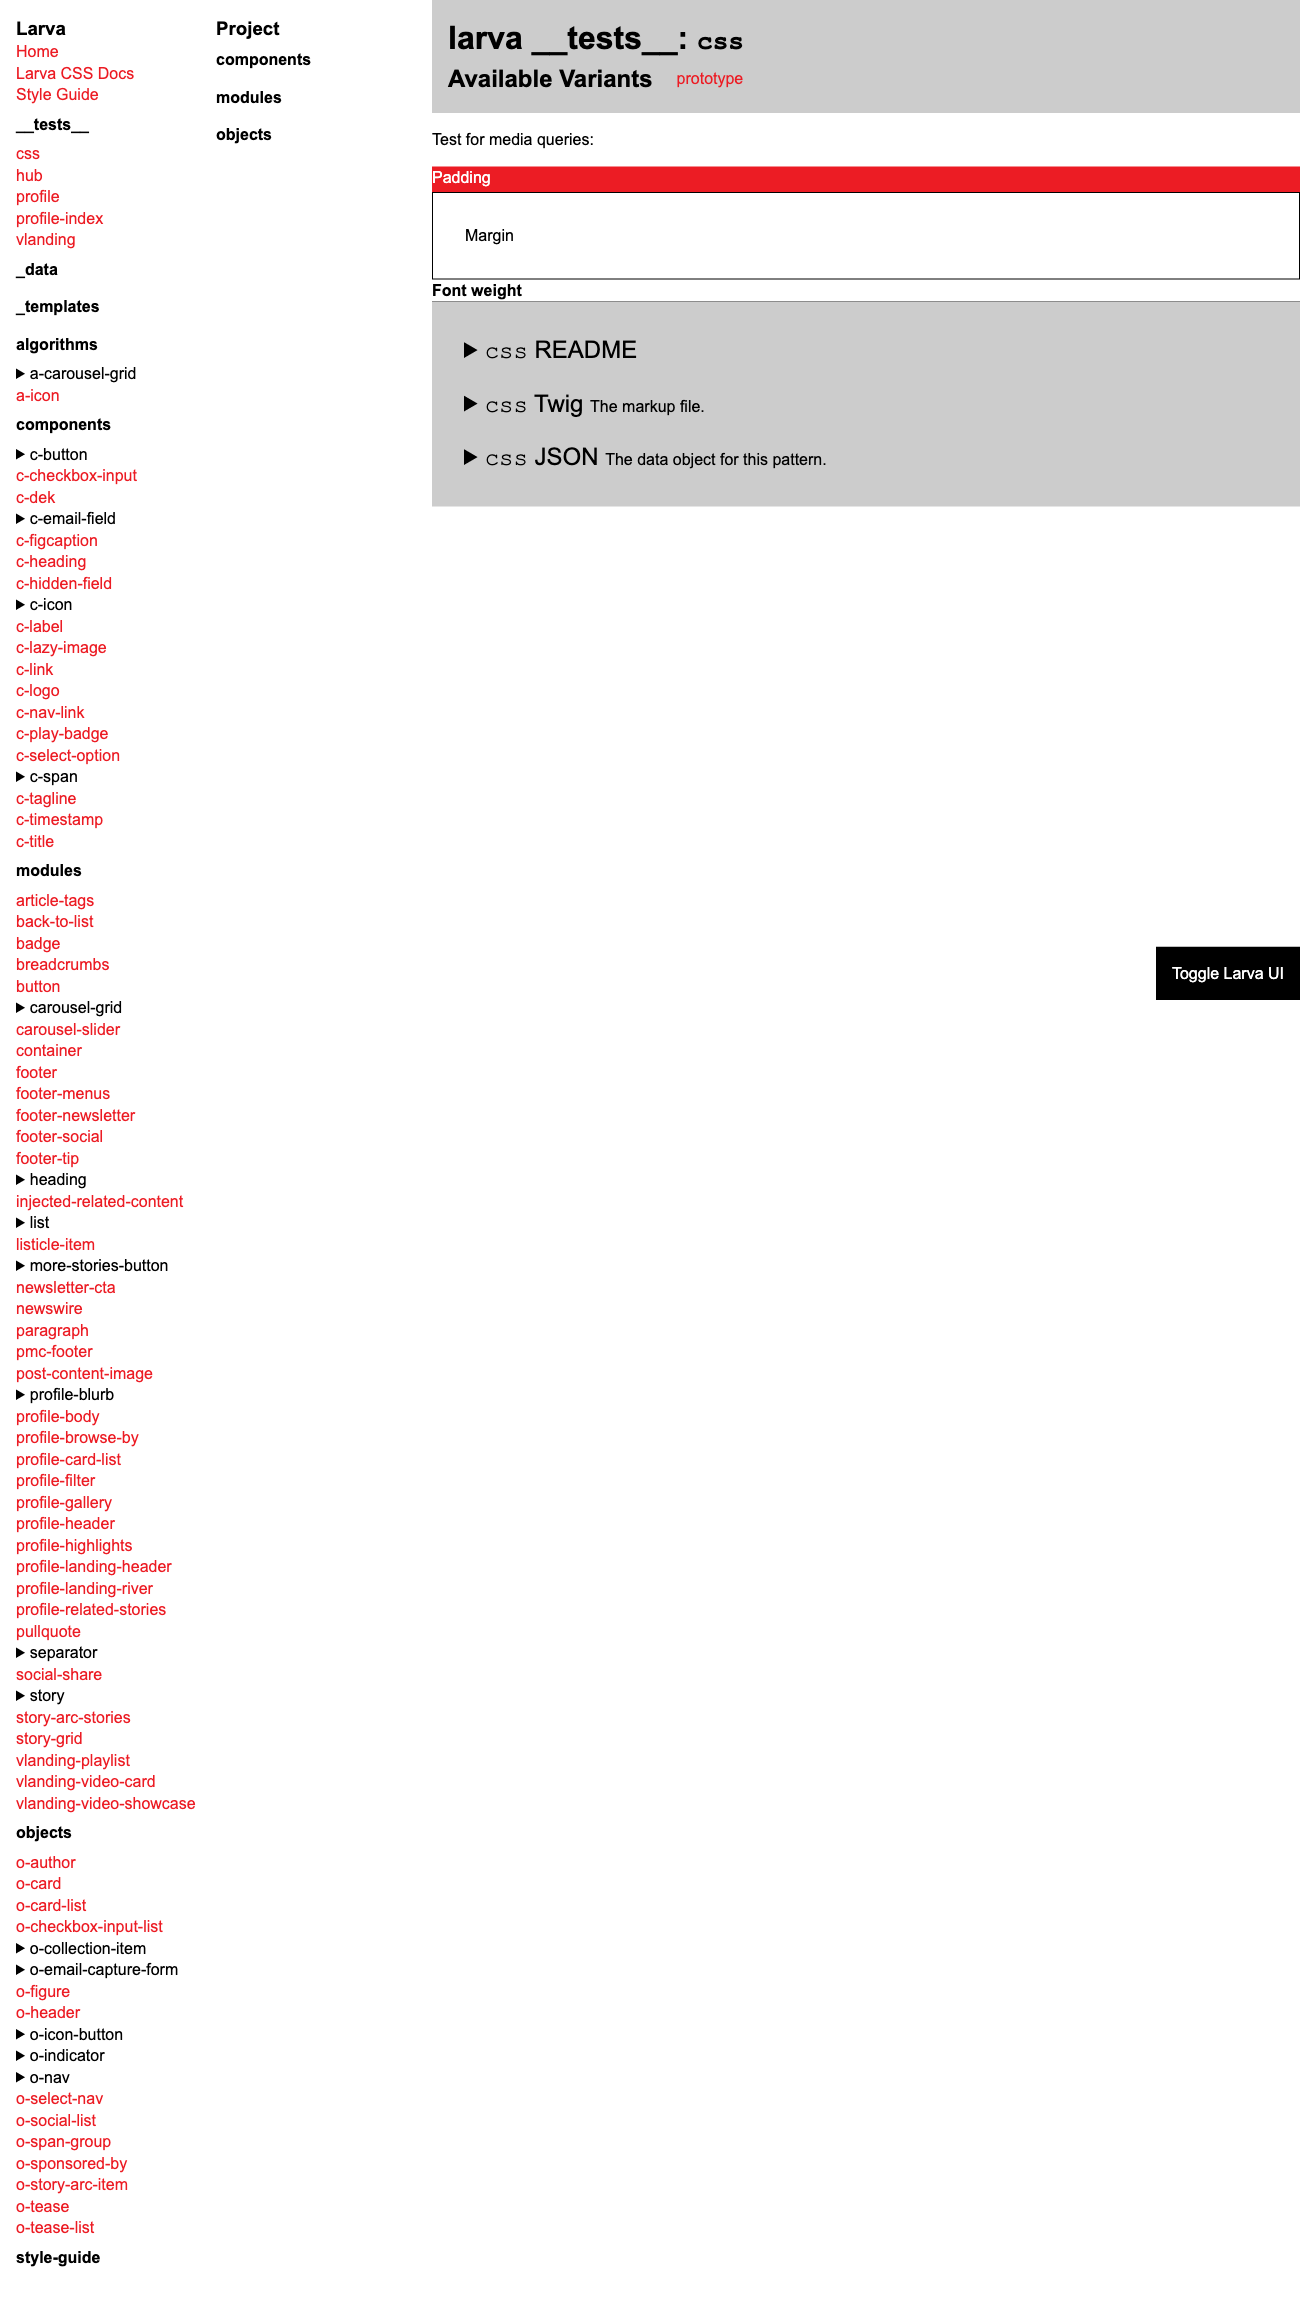 Larva
Home
Larva CSS Docs
Style Guide
__tests__
css
hub
profile
profile-index
vlanding
_data
_templates
algorithms
a-carousel-grid
a-icon
components
c-button
c-checkbox-input
c-dek
c-email-field
c-figcaption
c-heading
c-hidden-field
c-icon
c-label
c-lazy-image
c-link
c-logo
c-nav-link
c-play-badge
c-select-option
c-span
c-tagline
c-timestamp
c-title
modules
article-tags
back-to-list
badge
breadcrumbs
button
carousel-grid
carousel-slider
container
footer
footer-menus
footer-newsletter
footer-social
footer-tip
heading
injected-related-content
list
listicle-item
more-stories-button
newsletter-cta
newswire
paragraph
pmc-footer
post-content-image
profile-blurb
profile-body
profile-browse-by
profile-card-list
profile-filter
profile-gallery
profile-header
profile-highlights
profile-landing-header
profile-landing-river
profile-related-stories
pullquote
separator
social-share
story
story-arc-stories
story-grid
vlanding-playlist
vlanding-video-card
vlanding-video-showcase
objects
o-author
o-card
o-card-list
o-checkbox-input-list
o-collection-item
o-email-capture-form
o-figure
o-header
o-icon-button
o-indicator
o-nav
o-select-nav
o-social-list
o-span-group
o-sponsored-by
o-story-arc-item
o-tease
o-tease-list
style-guide
Project
components
modules
objects
larva __tests__: css
Available Variants prototype
Test for media queries:
Padding
Margin
Font weight
css README
css Twig The markup file.
css JSON The data object for this pattern.
Toggle Larva UI